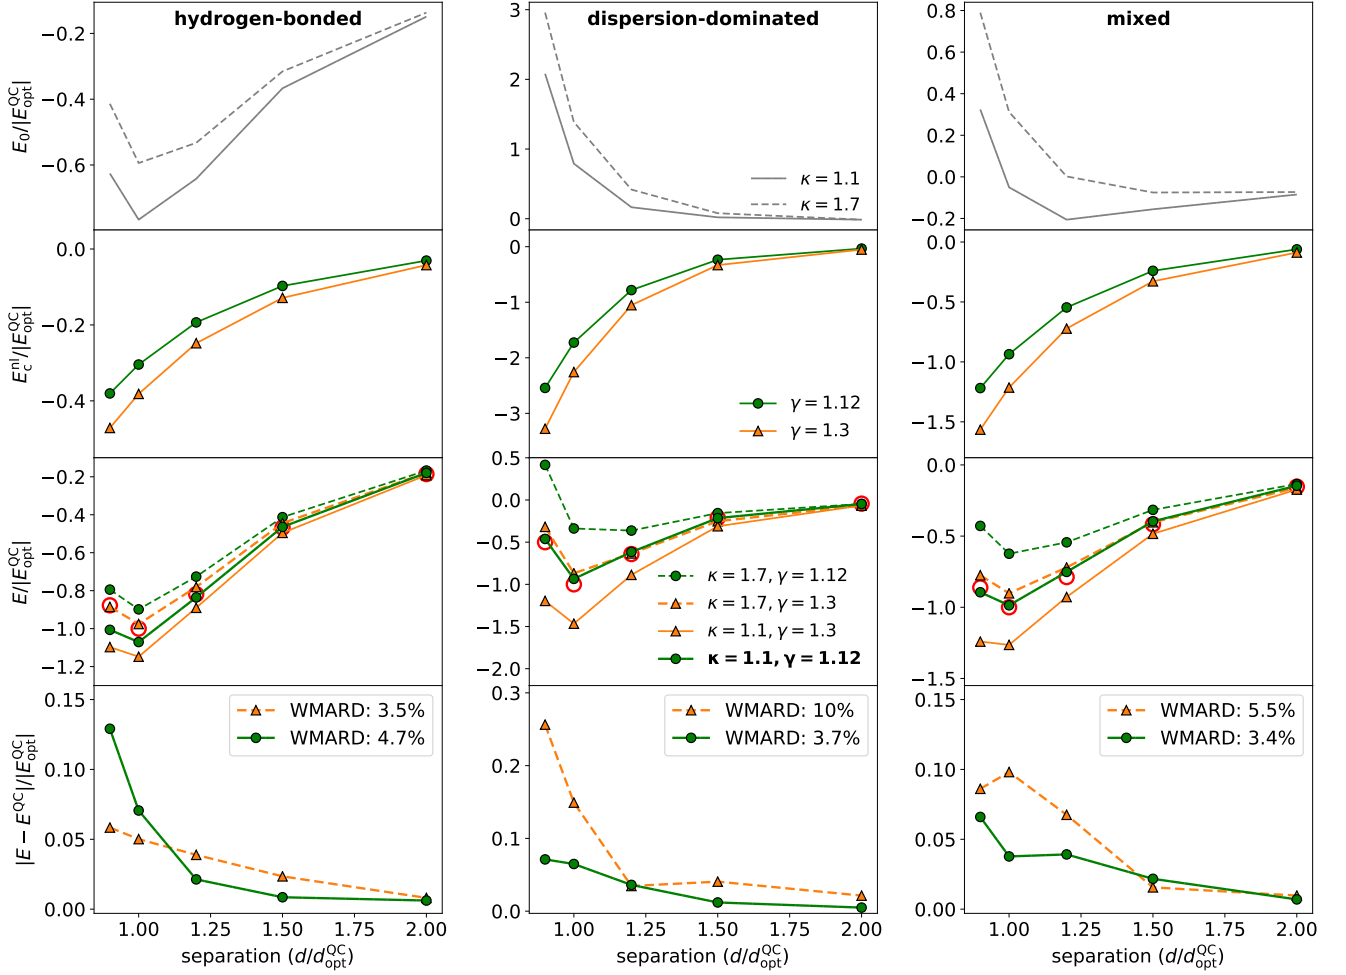 hydrogen-bonded
dispersion-dominated
mixed
E₀/|E_opt^QC|
−0.2
−0.4
−0.6
3
2
1
0
κ = 1.1
κ = 1.7
0.8
0.6
0.4
0.2
0.0
−0.2
E_c^nl/|E_opt^QC|
0.0
−0.2
−0.4
0
−1
−2
−3
γ = 1.12
γ = 1.3
0.0
−0.5
−1.0
−1.5
E/|E_opt^QC|
−0.2
−0.4
−0.6
−0.8
−1.0
−1.2
0.5
0.0
−0.5
−1.0
−1.5
−2.0
κ = 1.7, γ = 1.12
κ = 1.7, γ = 1.3
κ = 1.1, γ = 1.3
κ = 1.1, γ = 1.12
0.0
−0.5
−1.0
−1.5
|E − E^QC|/|E_opt^QC|
0.15
0.10
0.05
0.00
WMARD: 3.5%
WMARD: 4.7%
0.3
0.2
0.1
0.0
WMARD: 10%
WMARD: 3.7%
0.15
0.10
0.05
0.00
WMARD: 5.5%
WMARD: 3.4%
1.00 1.25 1.50 1.75 2.00
1.00 1.25 1.50 1.75 2.00
1.00 1.25 1.50 1.75 2.00
separation (d/d_opt^QC)
separation (d/d_opt^QC)
separation (d/d_opt^QC)